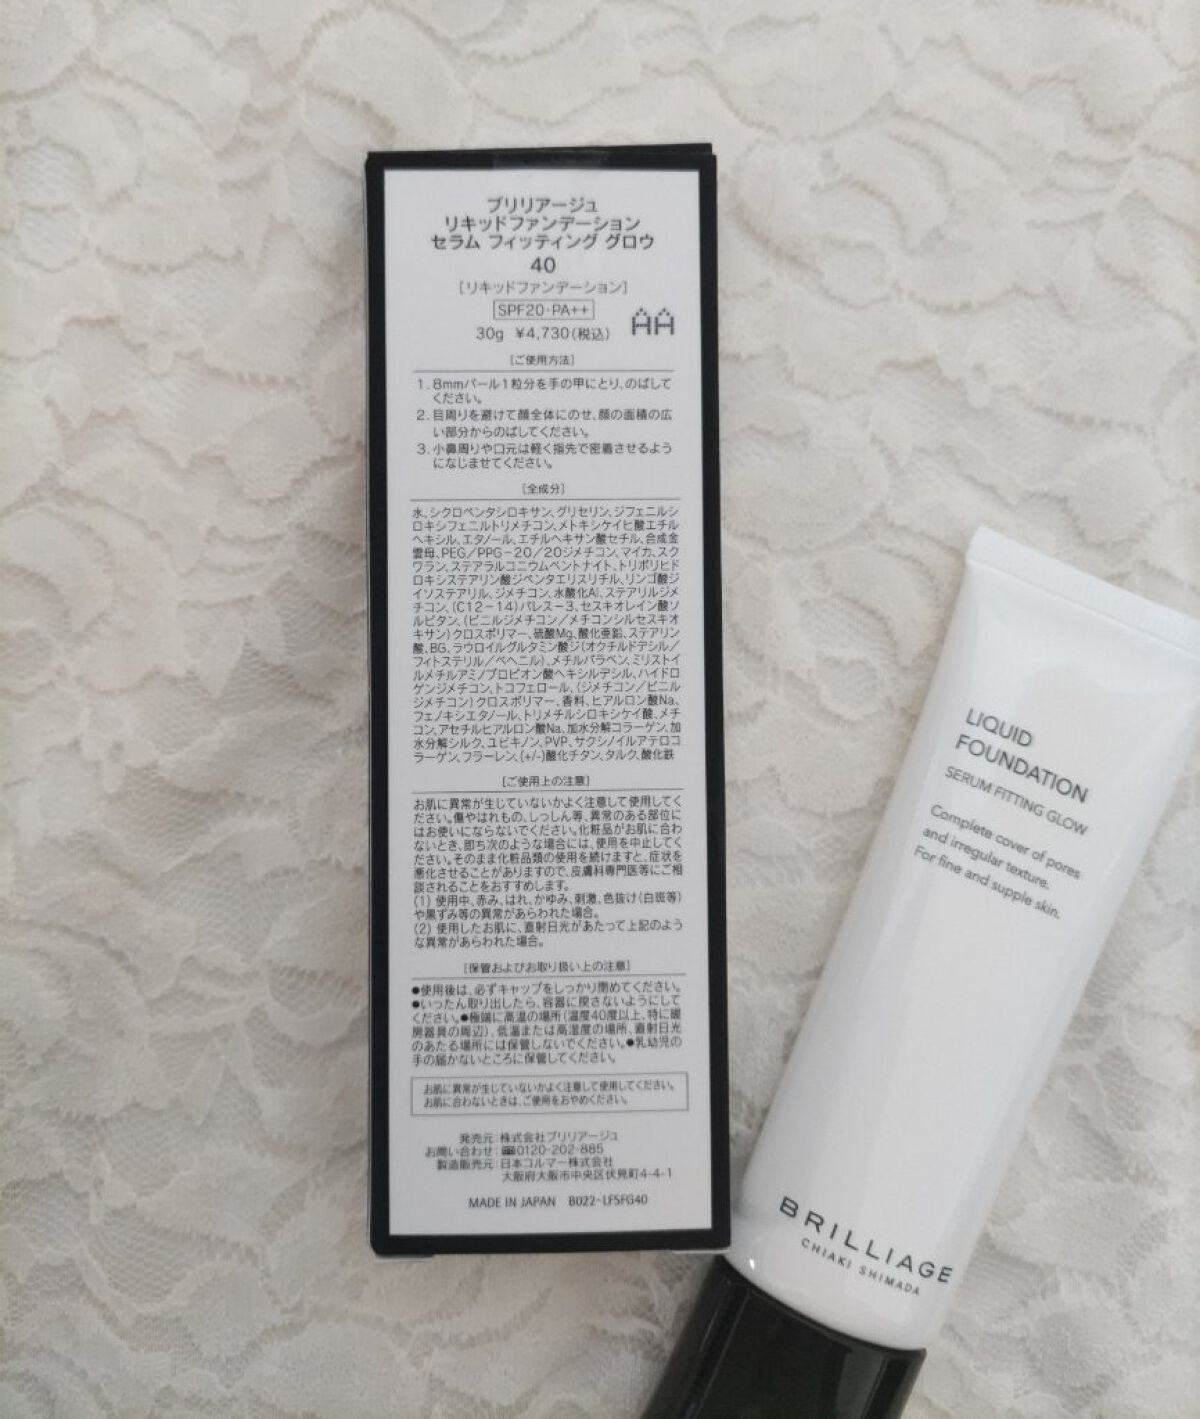 ブリリアージュ
リキッドファンデーション
セラム フィッティング グロウ
40
[リキッドファンデーション]
SPF20・PA++
30g ¥4,730(税込)
[ご使用方法]
1. 8mmパール1粒分を手の甲にとり、のばして
ください。
2. 目周りを避けて顔全体にのせ、顔の面積の広
い部分からのばしてください。
3. 小鼻周りや口元は軽く指先で密着させるよう
になじませてください。
[全成分]
水、シクロペンタシロキサン、グリセリン、ジフェニルシ
ロキシフェニルトリメチコン、メトキシケイヒ酸エチル
ヘキシル、エタノール、エチルヘキサン酸セチル、合成金
雲母、PEG/PPG-20/20ジメチコン、マイカ、スク
ワラン、ステアラルコニウムベントナイト、トリポリヒド
ロキシステアリン酸ジペンタエリスリチル、リンゴ酸ジ
イソステアリル、ジメチコン、水酸化Al、ステアリルジメ
チコン、(C12-14)パレス-3、セスキオレイン酸ソ
ルビタン、(ビニルジメチコン/メチコンシルセスキオ
キサン)クロスポリマー、硫酸Mg、酸化亜鉛、ステアリン
酸、BG、ラウロイルグルタミン酸ジ(オクチルドデシル/
フィトステリル/ベヘニル)、メチルパラベン、ミリストイ
ルメチルアミノプロピオン酸ヘキシルデシル、ハイドロ
ゲンジメチコン、トコフェロール、(ジメチコン/ビニル
ジメチコン)クロスポリマー、香料、ヒアルロン酸Na、
フェノキシエタノール、トリメチルシロキシケイ酸、メチ
コン、アセチルヒアルロン酸Na、加水分解コラーゲン、加
水分解シルク、ユビキノン、PVP、サクシノイルアテロコ
ラーゲン、フラーレン、(+/-)酸化チタン、タルク、酸化鉄
[ご使用上の注意]
お肌に異常が生じていないかよく注意して使用してく
ださい。傷やはれもの、しっしん等、異常のある部位に
はお使いにならないでください。化粧品がお肌に合わ
ないとき、即ち次のような場合には、使用を中止してく
ださい。そのまま化粧品類の使用を続けますと、症状を
悪化させることがありますので、皮膚科専門医等にご相
談されることをおすすめします。
(1) 使用中、赤み、はれ、かゆみ、刺激、色抜け(白斑等)
や黒ずみ等の異常があらわれた場合。
(2) 使用したお肌に、直射日光があたって上記のよう
な異常があらわれた場合。
[保管およびお取り扱い上の注意]
●使用後は、必ずキャップをしっかり閉めてください。
●いったん取り出したら、容器に戻さないようにして
ください。●極端に高温の場所(温度40度以上、特に暖
房器具の周辺)、低温または高湿度の場所、直射日光
のあたる場所には保管しないでください。●乳幼児の
手の届かないところに保管してください。
お肌に異常が生じていないかよく注意して使用してください。
お肌に合わないときは、ご使用をおやめください。
発売元:株式会社ブリリアージュ
お問い合わせ:☎0120-202-885
製造販売元:日本コルマー株式会社
大阪府大阪市中央区伏見町4-4-1
MADE IN JAPAN B022-LFSFG40
LIQUID
FOUNDATION
SERUM FITTING GLOW
Complete cover of pores
and irregular texture.
For fine and supple skin.
BRILLIAGE
CHIAKI SHIMADA